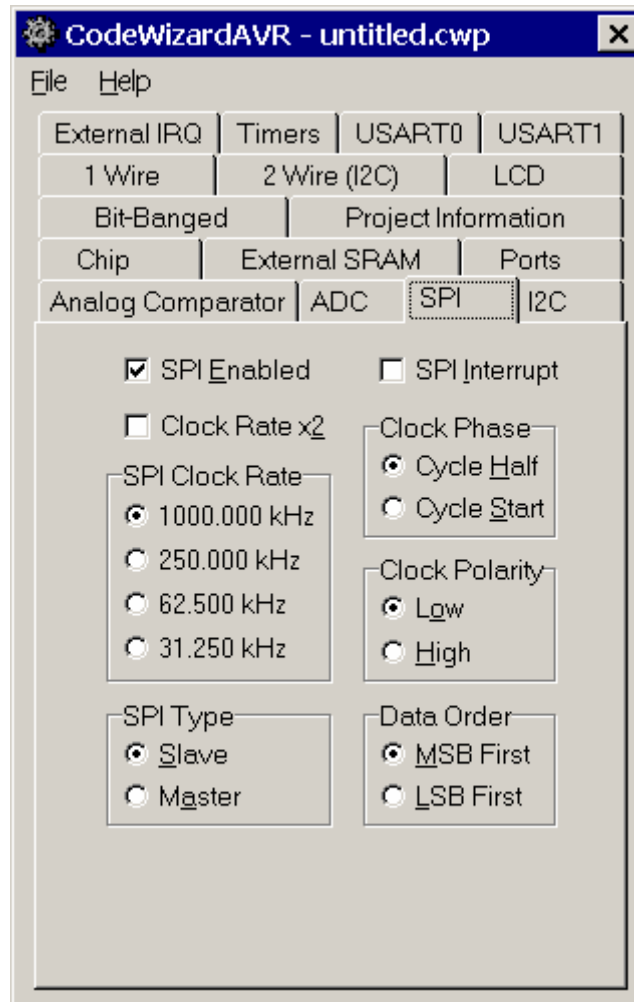 CodeWizardAVR - untitled.cwp
File Help
External IRQ Timers USART0 USART1
1 Wire 2 Wire (I2C) LCD
Bit-Banged Project Information
Chip External SRAM Ports
Analog Comparator ADC SPI I2C
SPI Enabled SPI Interrupt
Clock Rate x2
SPI Clock Rate
1000.000 kHz
250.000 kHz
62.500 kHz
31.250 kHz
Clock Phase
Cycle Half
Cycle Start
Clock Polarity
Low
High
SPI Type
Slave
Master
Data Order
MSB First
LSB First